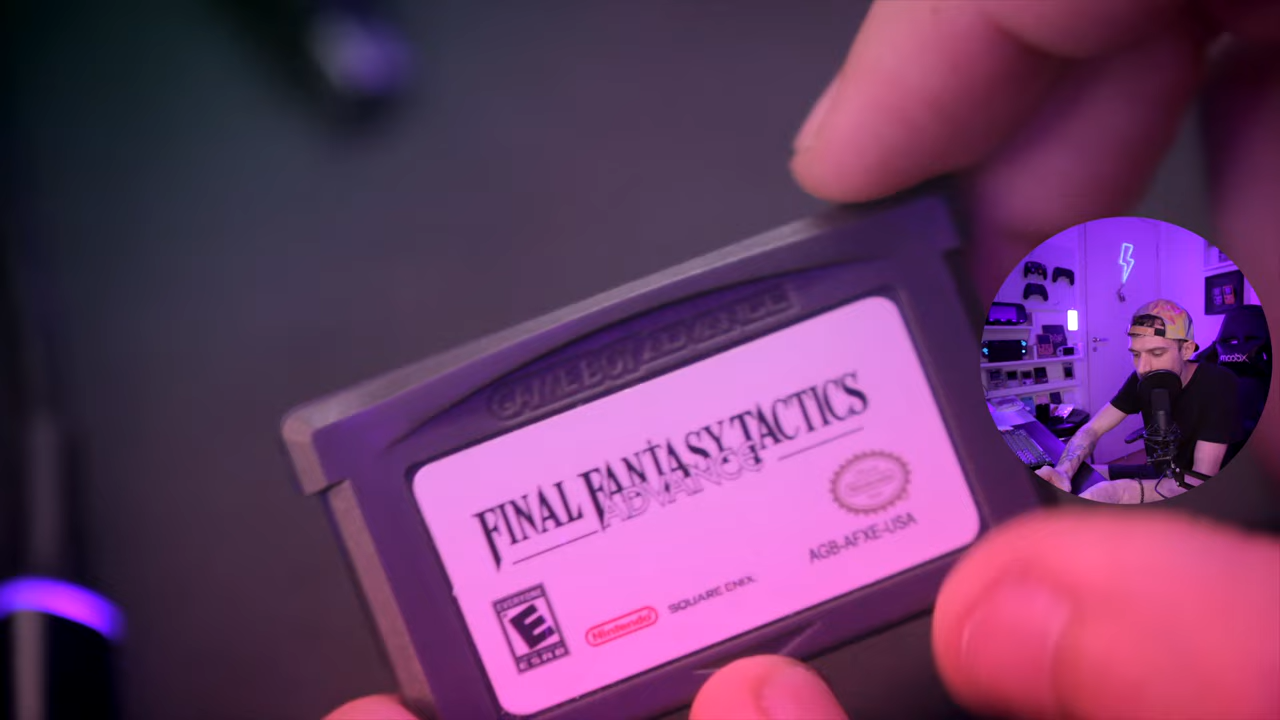 GAME BOY ADVANCE
FINAL FANTASY TACTICS
ADVANCE
AGB-AFXE-USA
EVERYONE
E
ESRB
Nintendo
SQUARE ENIX